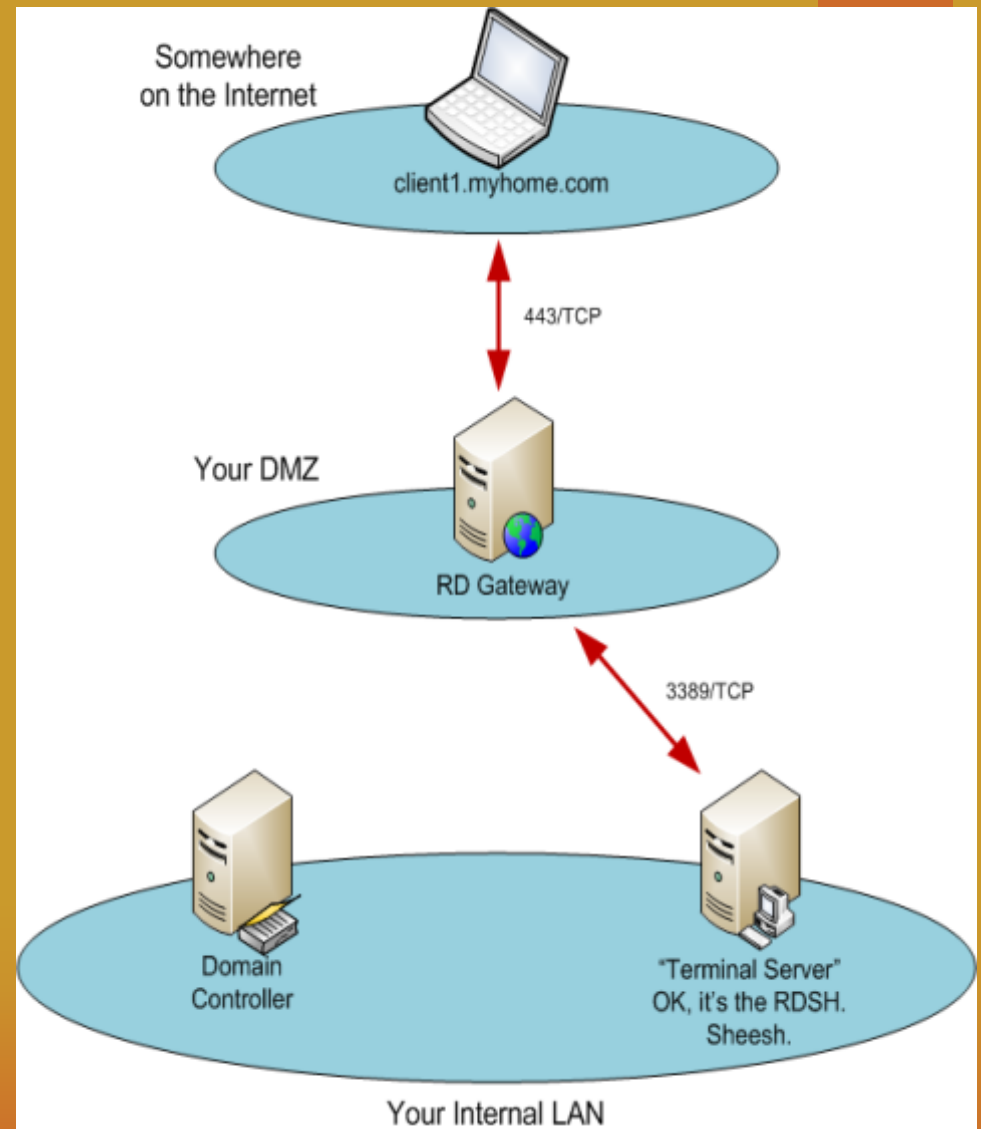 Somewhere
on the Internet
client1.myhome.com
443/TCP
Your DMZ
RD Gateway
3389/TCP
Domain
Controller
“Terminal Server”
OK, it’s the RDSH.
Sheesh.
Your Internal LAN